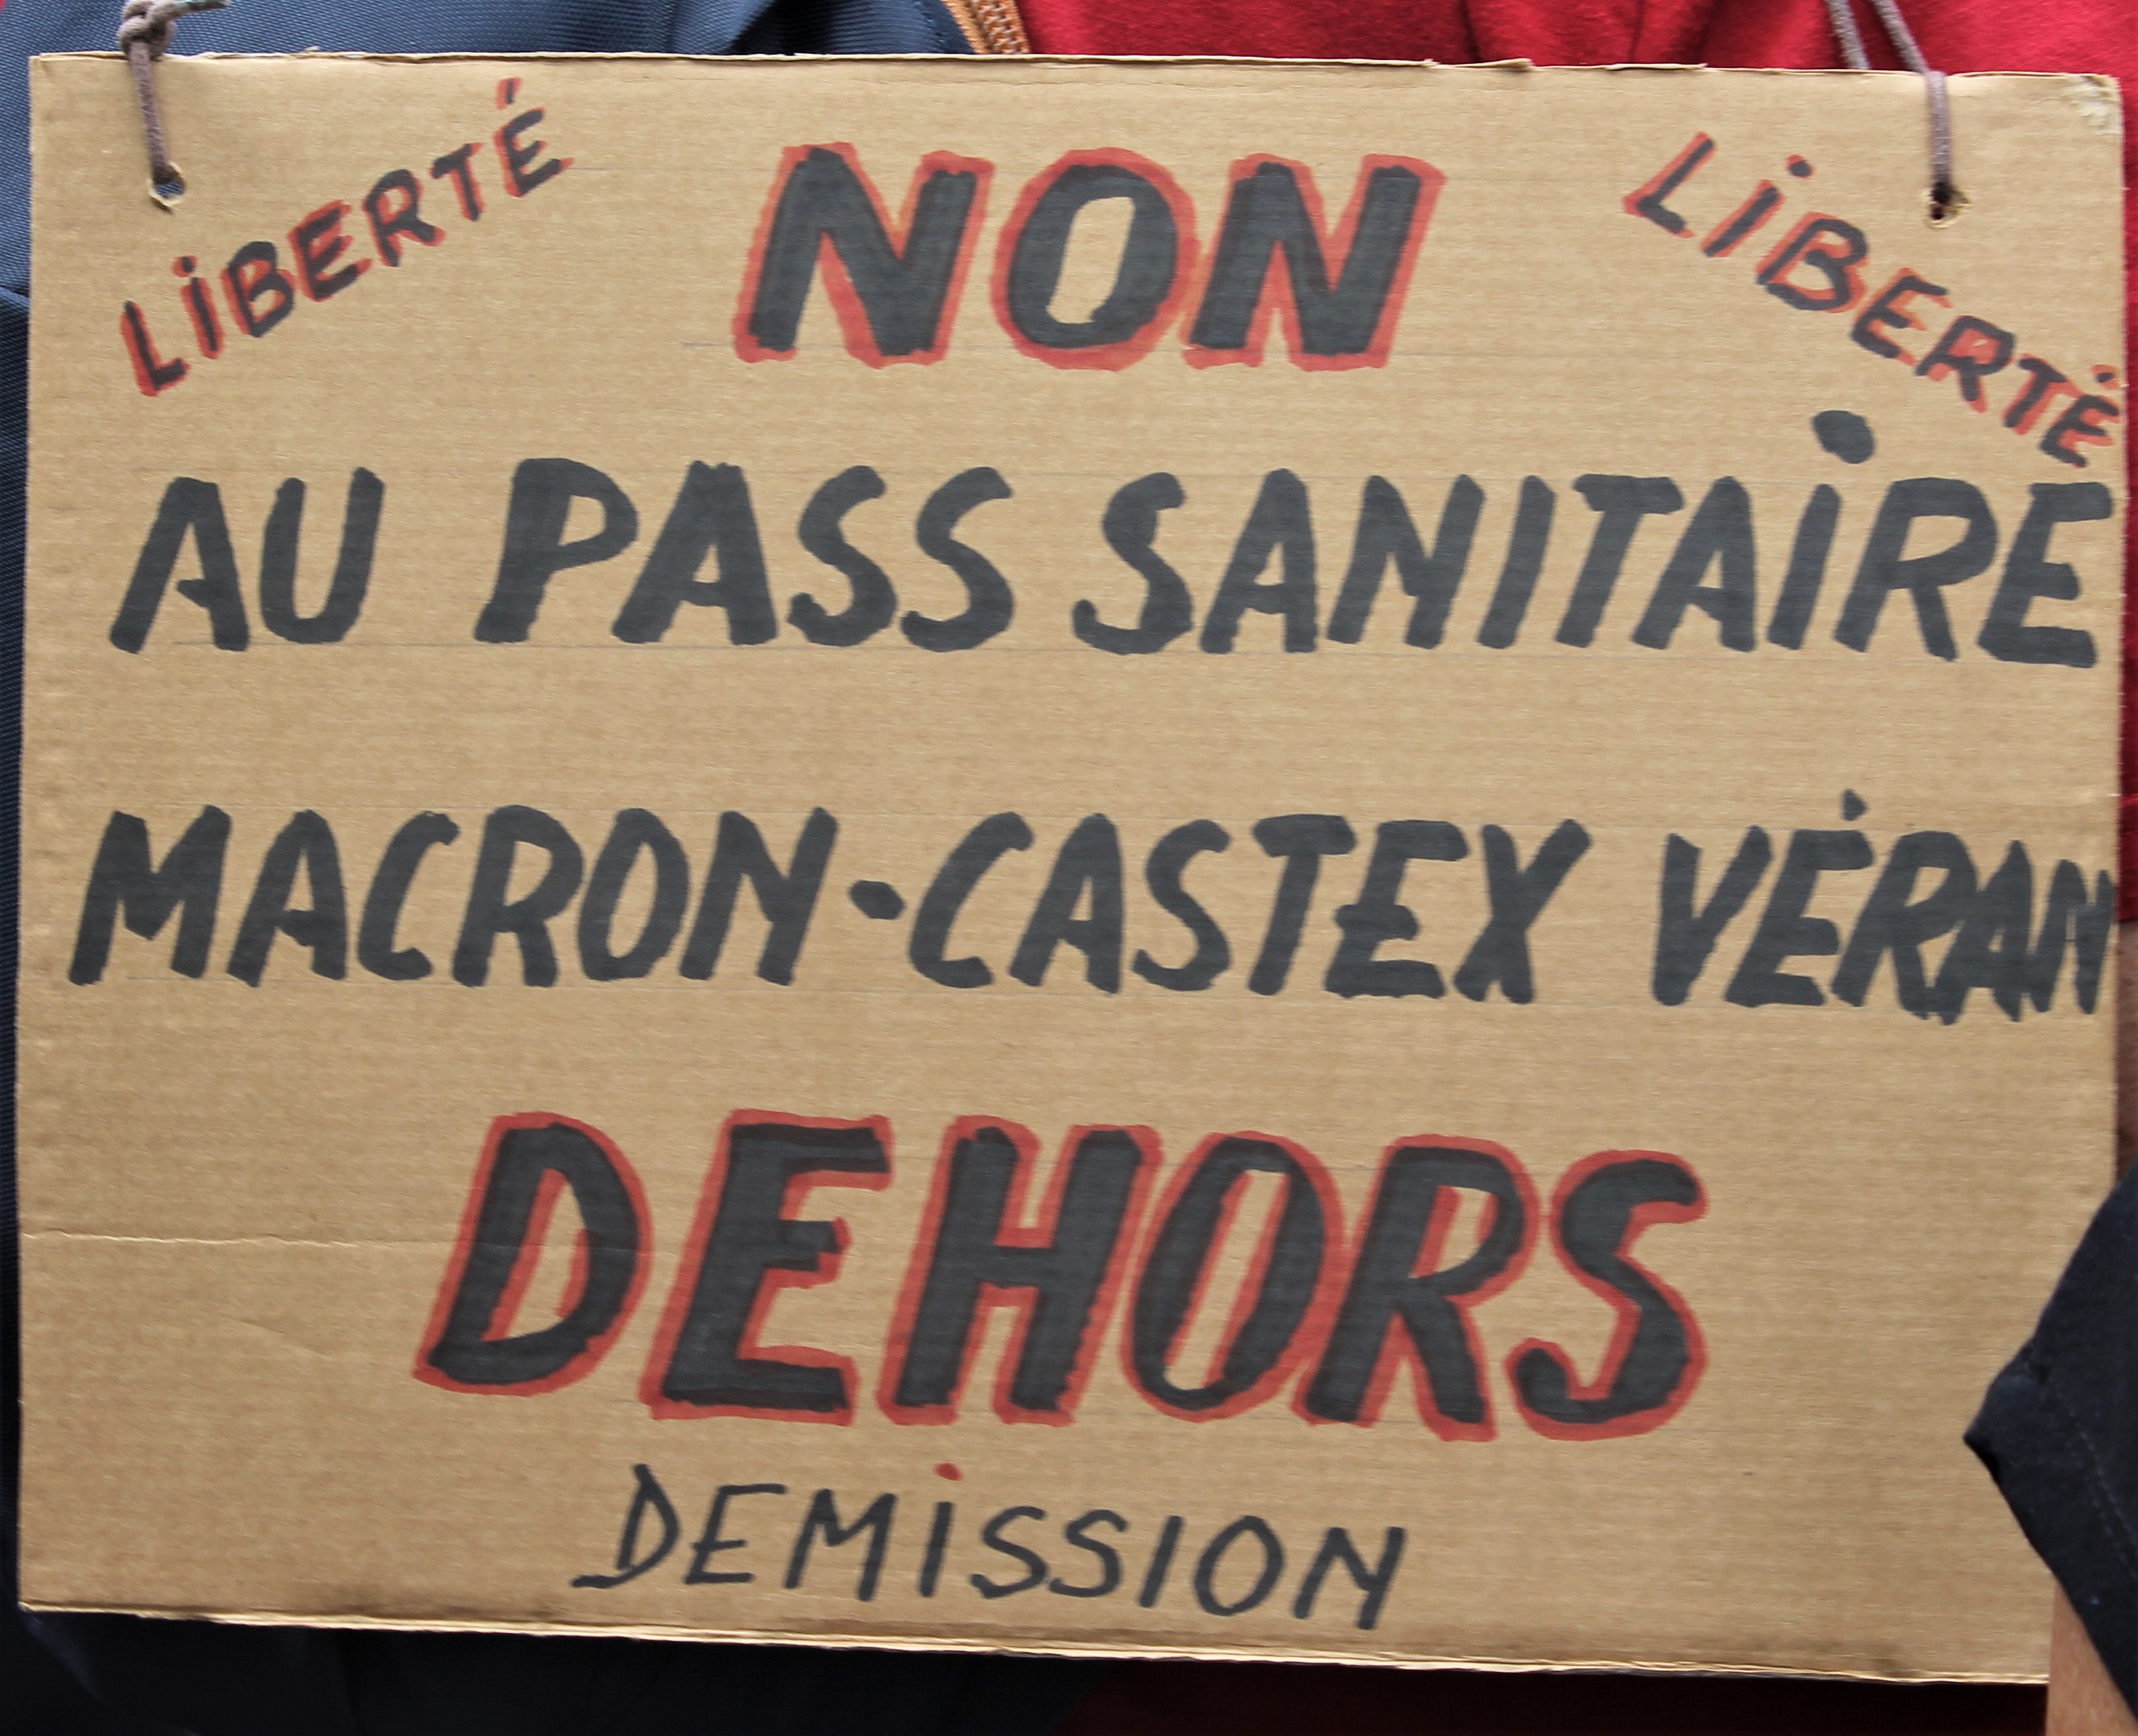 LIBERTÉ
NON
LIBERTÉ
AU PASS SANITAIRE
MACRON-CASTEX VÉRAN
DEHORS
DEMISSION